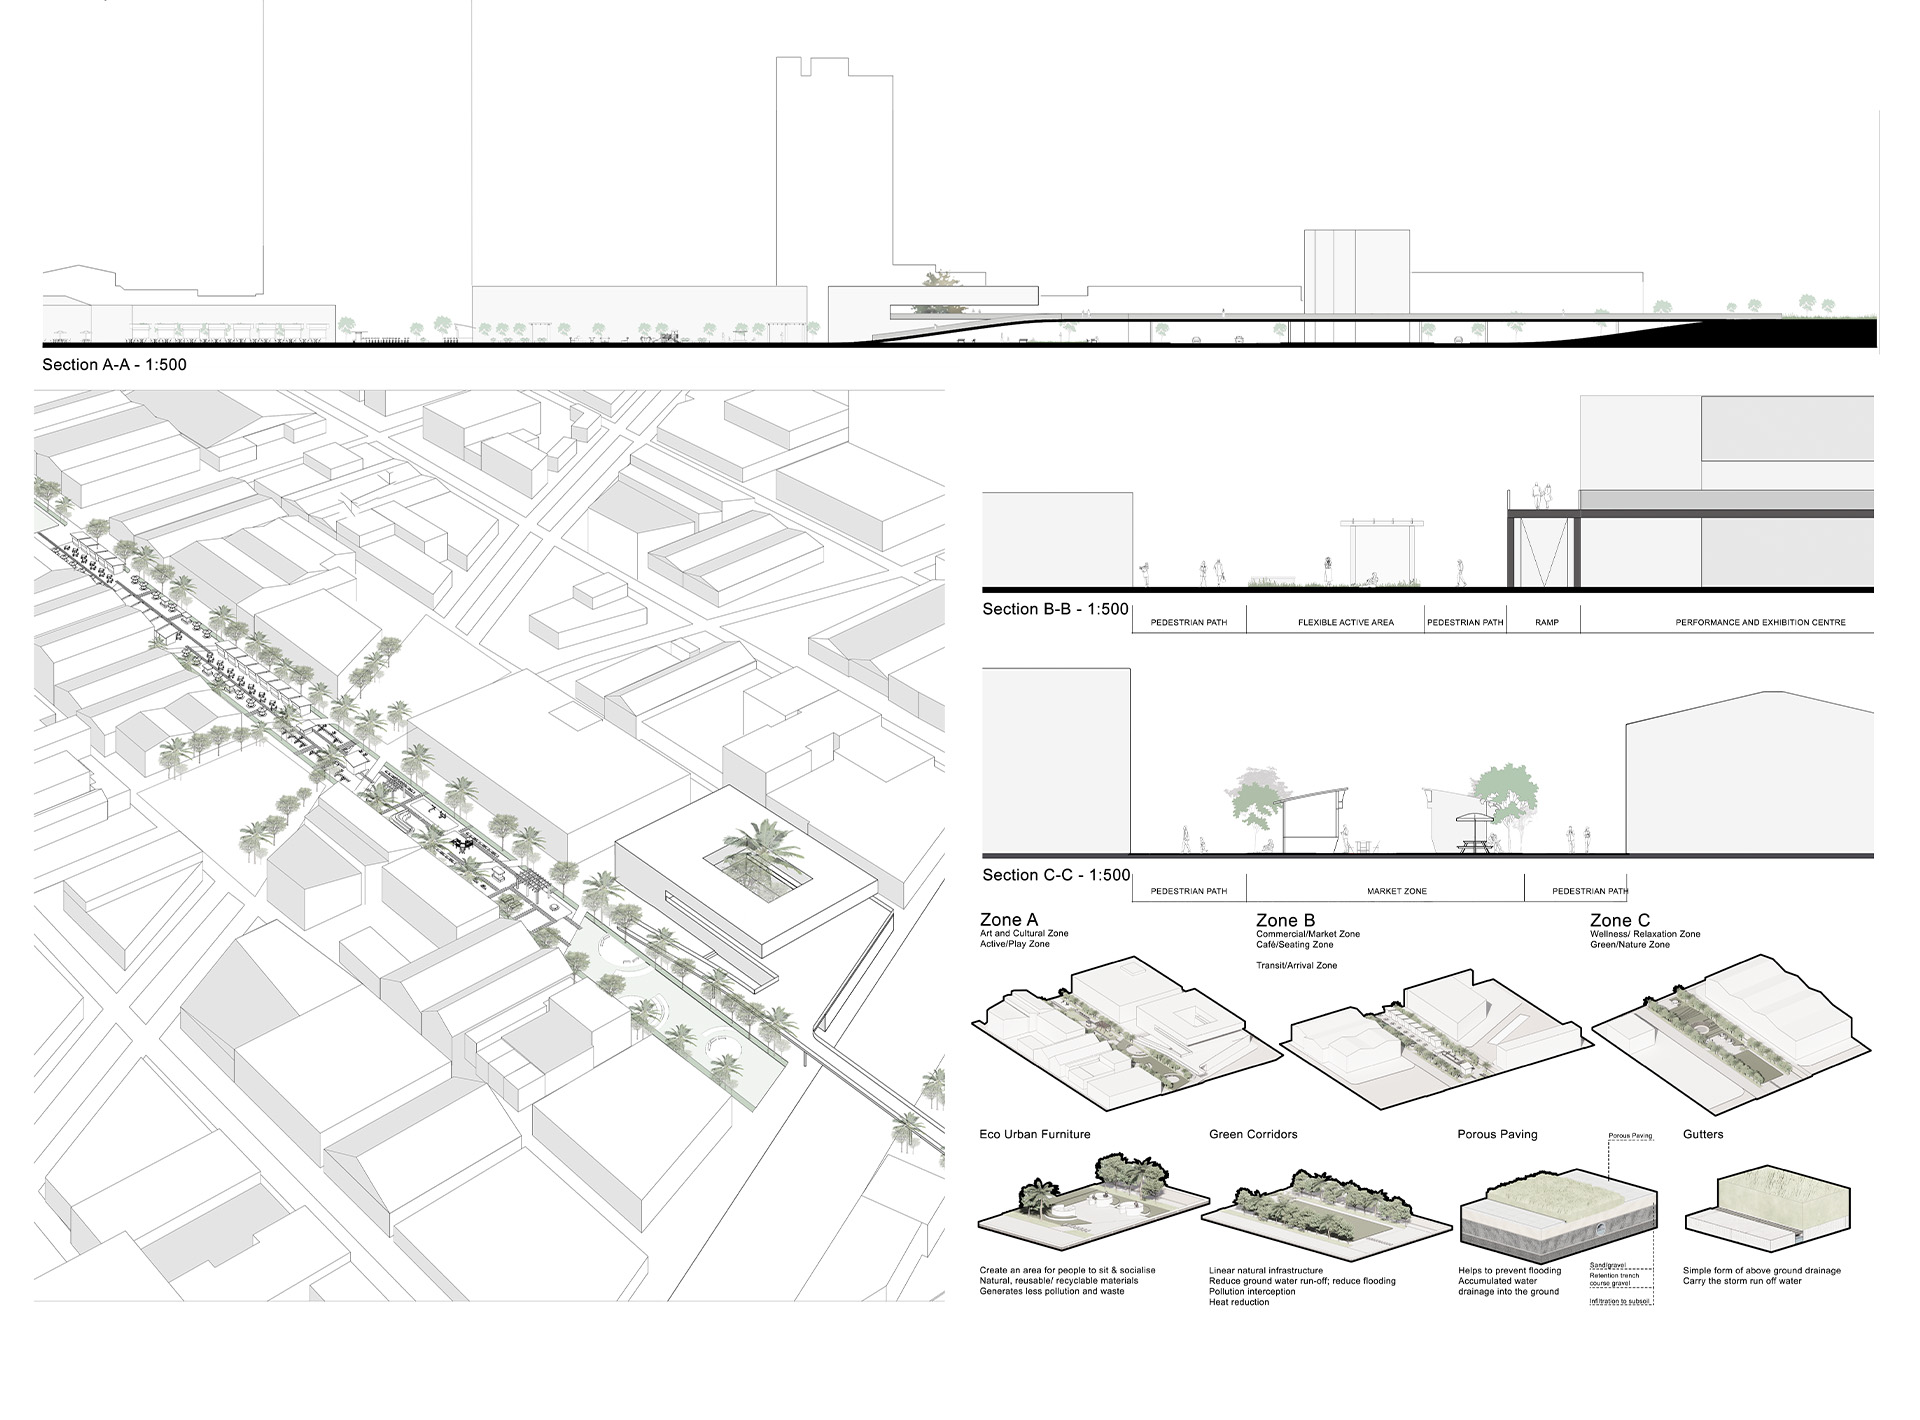 Section A-A - 1:500
Section B-B - 1:500
PEDESTRIAN PATH
FLEXIBLE ACTIVE AREA
PEDESTRIAN PATH
RAMP
PERFORMANCE AND EXHIBITION CENTRE
Section C-C - 1:500
PEDESTRIAN PATH
MARKET ZONE
PEDESTRIAN PATH
Zone A
Art and Cultural Zone
Active/Play Zone
Zone B
Commercial/Market Zone
Café/Seating Zone
Transit/Arrival Zone
Zone C
Wellness/ Relaxation Zone
Green/Nature Zone
Eco Urban Furniture
Create an area for people to sit & socialise
Natural, reusable/ recyclable materials
Generates less pollution and waste
Green Corridors
Linear natural infrastructure
Reduce ground water run-off; reduce flooding
Pollution interception
Heat reduction
Porous Paving
Porous Paving
Helps to prevent flooding
Accumulated water
drainage into the ground
Sand/gravel
Retention trench
course gravel
Infiltration to subsoil
Gutters
Simple form of above ground drainage
Carry the storm run off water